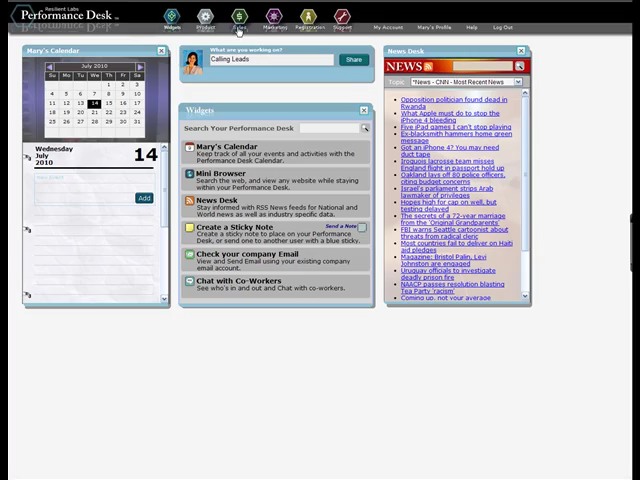 Resilient Labs
Performance Desk
Widgets
Product
Sales
Marketing
Registration
Support
My Account
Mary's Profile
Help
Log Out
Mary's Calendar
July 2010
Su Mo Tu We Th Fr Sa
1 2 3
4 5 6 7 8 9 10
11 12 13 14 15 16 17
18 19 20 21 22 23 24
25 26 27 28 29 30 31
Wednesday
July
2010
14
Add
What are you working on?
Calling Leads
Share
Widgets
Search Your Performance Desk
Mary's Calendar
Keep track of all your events and activities with the
Performance Desk Calendar.
Mini Browser
Search the web, and view any website while staying
within your Performance Desk.
News Desk
Stay informed with RSS News feeds for National and
World news as well as industry specific data.
Create a Sticky Note
Send a Note
Create a sticky note to place on your Performance
Desk, or send one to another user with a blue sticky.
Check your company Email
View and Send Email using your existing company
email account.
Chat with Co-Workers
See who's in and out and Chat with co-workers.
News Desk
NEWS
Topic
*News - CNN - Most Recent News
Opposition politician found dead in
Rwanda
What Apple must do to stop the
iPhone 4 bleeding
Five iPad games I can't stop playing
Ex-blacksmith hammers home green
message
Got an iPhone 4? You may need
duct tape
Iroquois lacrosse team misses
England flight in passport hold up
Oakland lays off 80 police officers,
citing budget concerns
Israel's parliament strips Arab
lawmaker of privileges
Hopes high for cap on well, but
testing delayed
The secrets of a 72-year marriage
from the 'Original Grandparents'
FBI warns Seattle cartoonist about
threats from radical cleric
Most countries fail to deliver on Haiti
aid pledges
Magazine: Bristol Palin, Levi
Johnston are engaged
Uruguay officials to investigate
deadly prison fire
NAACP passes resolution blasting
Tea Party 'racism'
Coming up, not your average